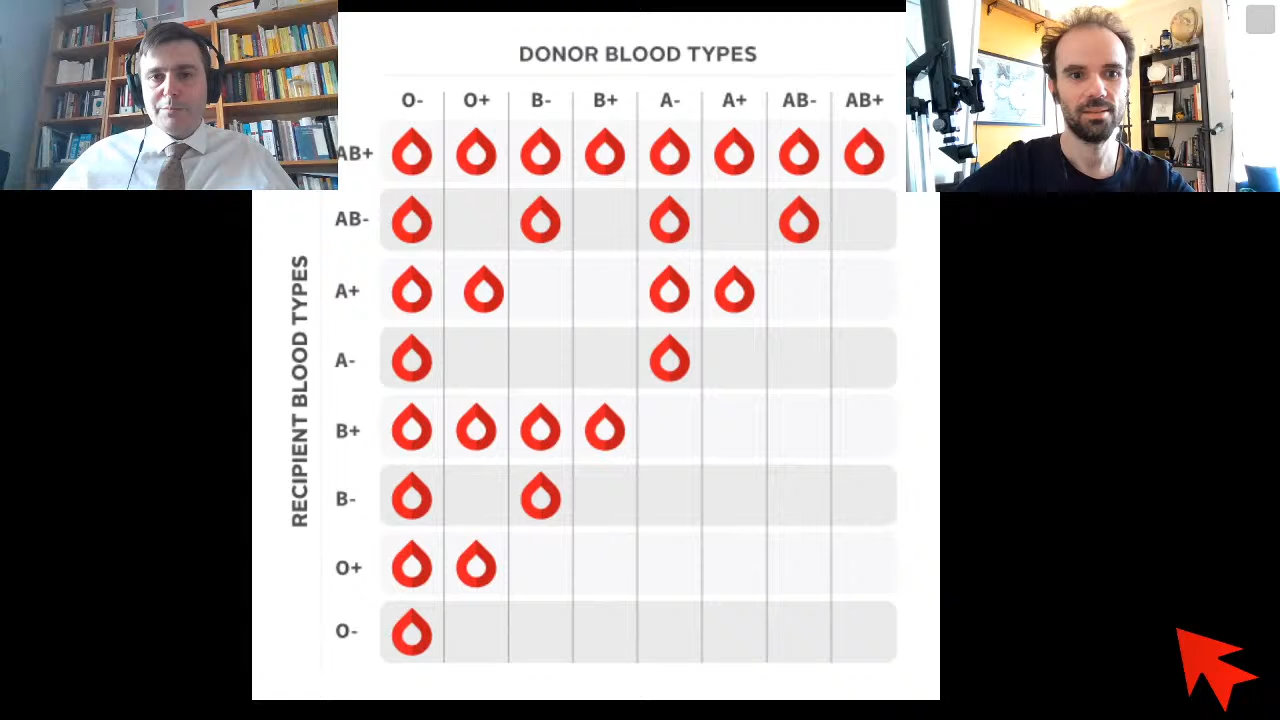 DONOR BLOOD TYPES
O- O+ B- B+ A- A+ AB- AB+
RECIPIENT BLOOD TYPES
AB+
AB-
A+
A-
B+
B-
O+
O-